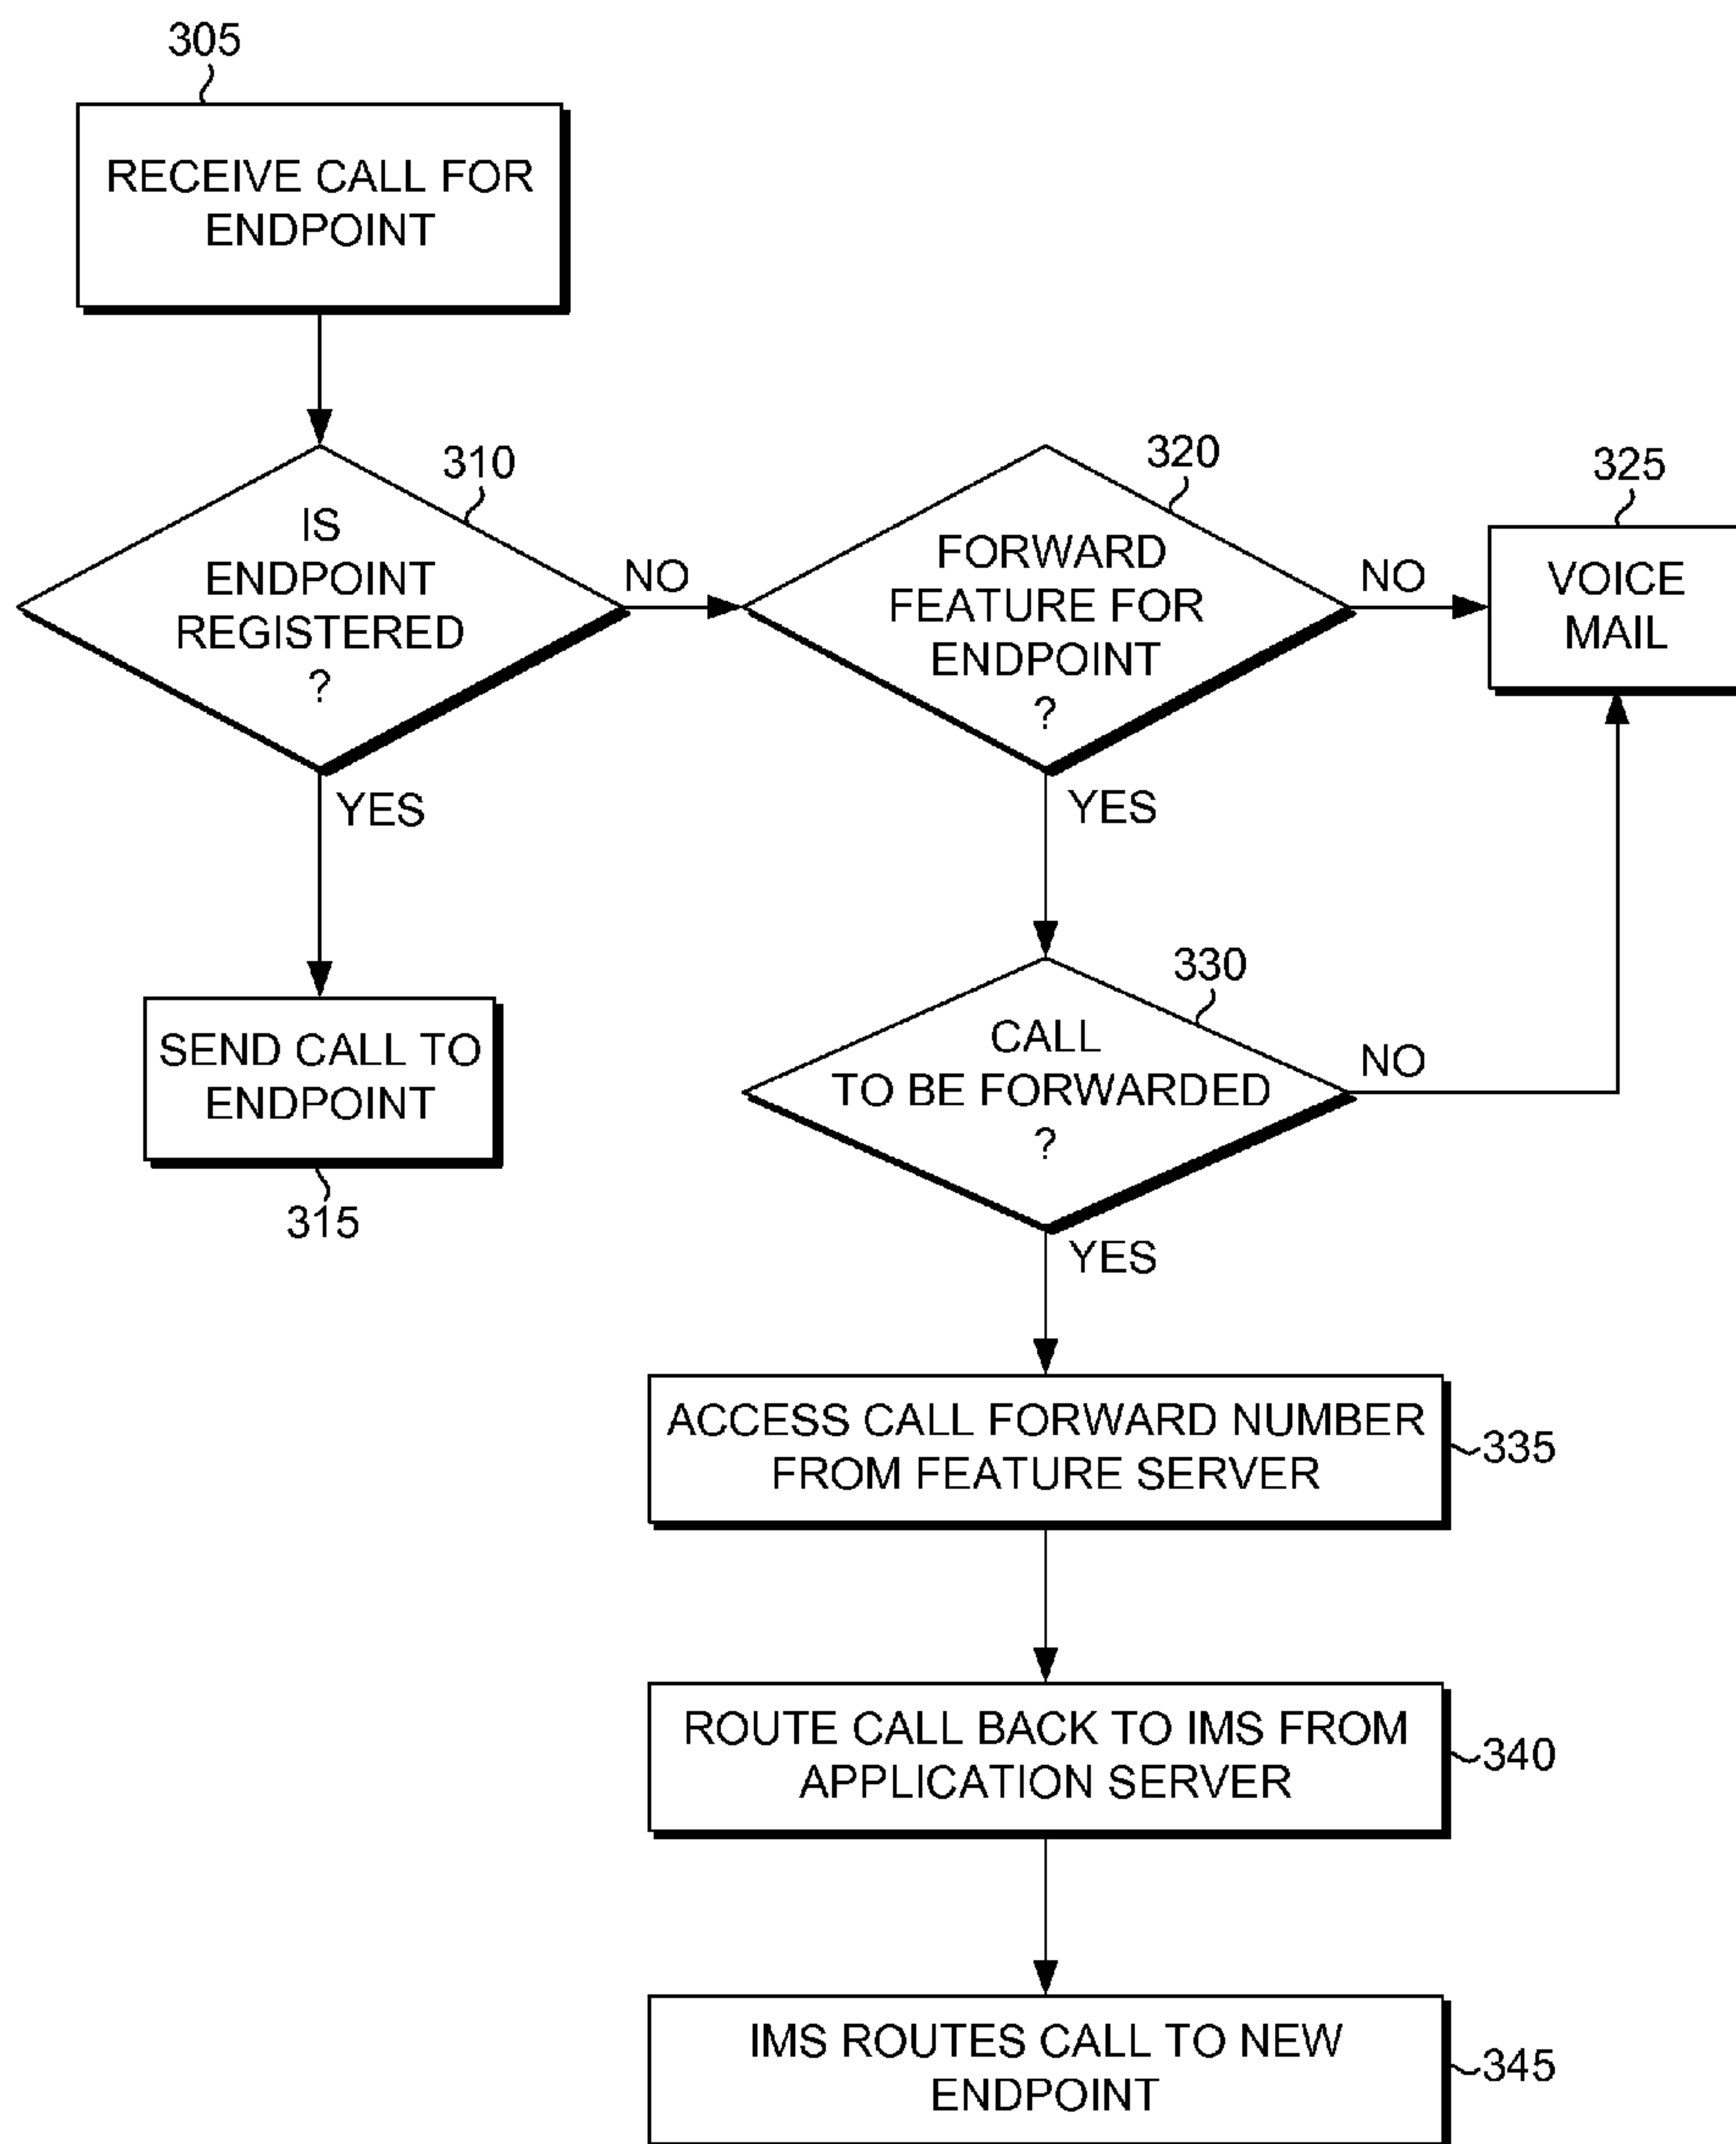 305
RECEIVE CALL FOR
ENDPOINT
310
IS
ENDPOINT
REGISTERED
?
NO
YES
SEND CALL TO
ENDPOINT
315
320
FORWARD
FEATURE FOR
ENDPOINT
?
NO
YES
325
VOICE
MAIL
330
CALL
TO BE FORWARDED
?
NO
YES
ACCESS CALL FORWARD NUMBER
FROM FEATURE SERVER
335
ROUTE CALL BACK TO IMS FROM
APPLICATION SERVER
340
IMS ROUTES CALL TO NEW
ENDPOINT
345